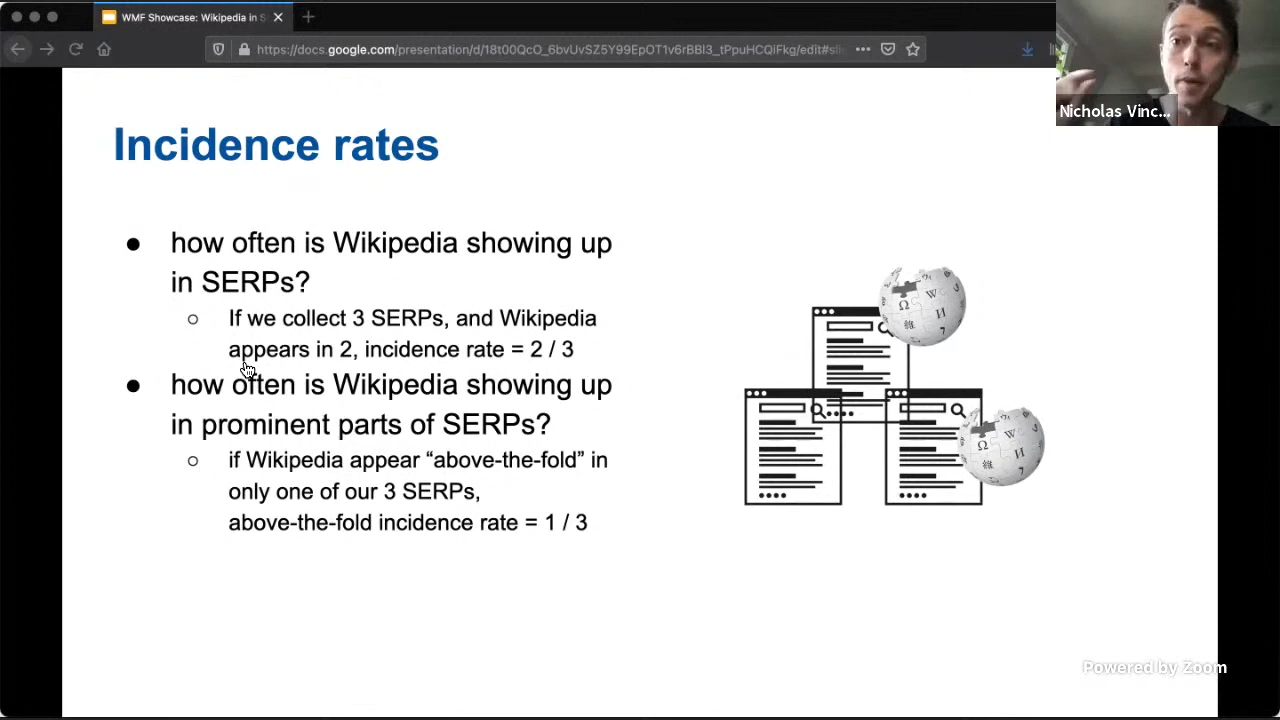 WMF Showcase: Wikipedia in S
https://docs.google.com/presentation/d/18t00QcO_6bvUvSZ5Y99EpOT1v6rBBI3_tPpuHCQiFkg/edit#sli
Nicholas Vinc...
Incidence rates
● how often is Wikipedia showing up
in SERPs?
○ If we collect 3 SERPs, and Wikipedia
appears in 2, incidence rate = 2 / 3
● how often is Wikipedia showing up
in prominent parts of SERPs?
○ if Wikipedia appear “above-the-fold” in
only one of our 3 SERPs,
above-the-fold incidence rate = 1 / 3
Powered by Zoom